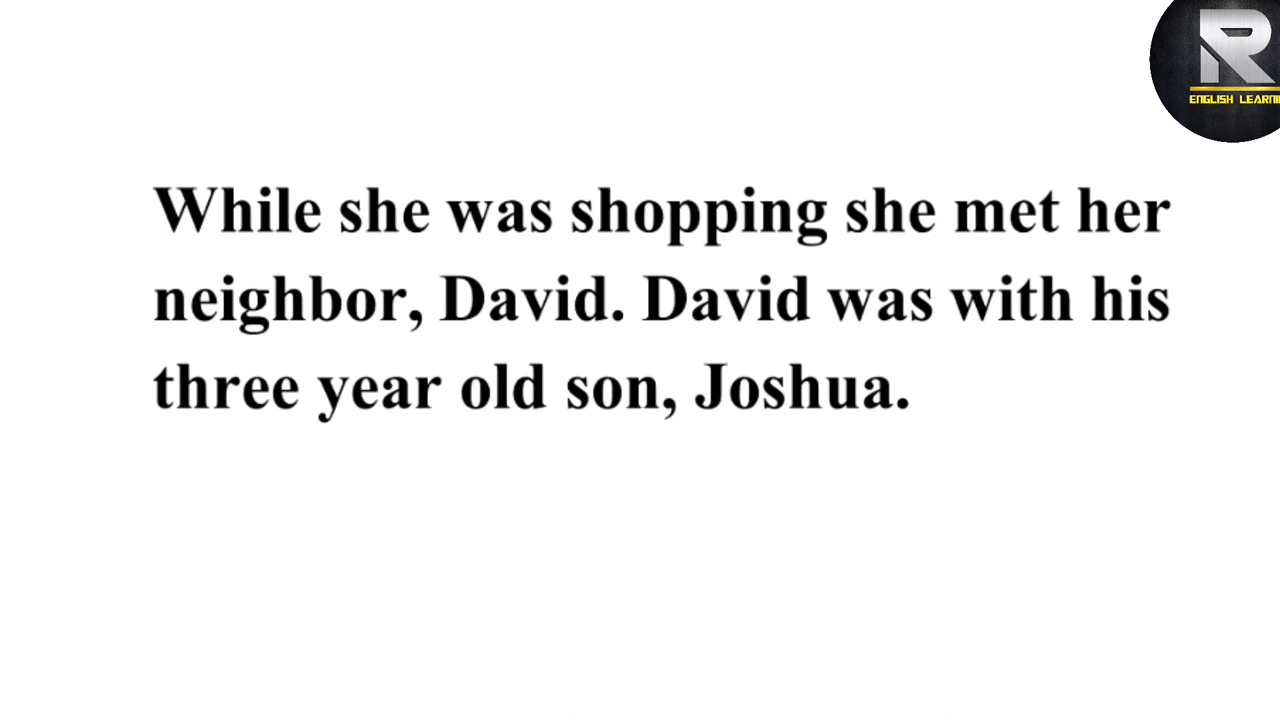 R
ENGLISH LEARNI
While she was shopping she met her
neighbor, David. David was with his
three year old son, Joshua.